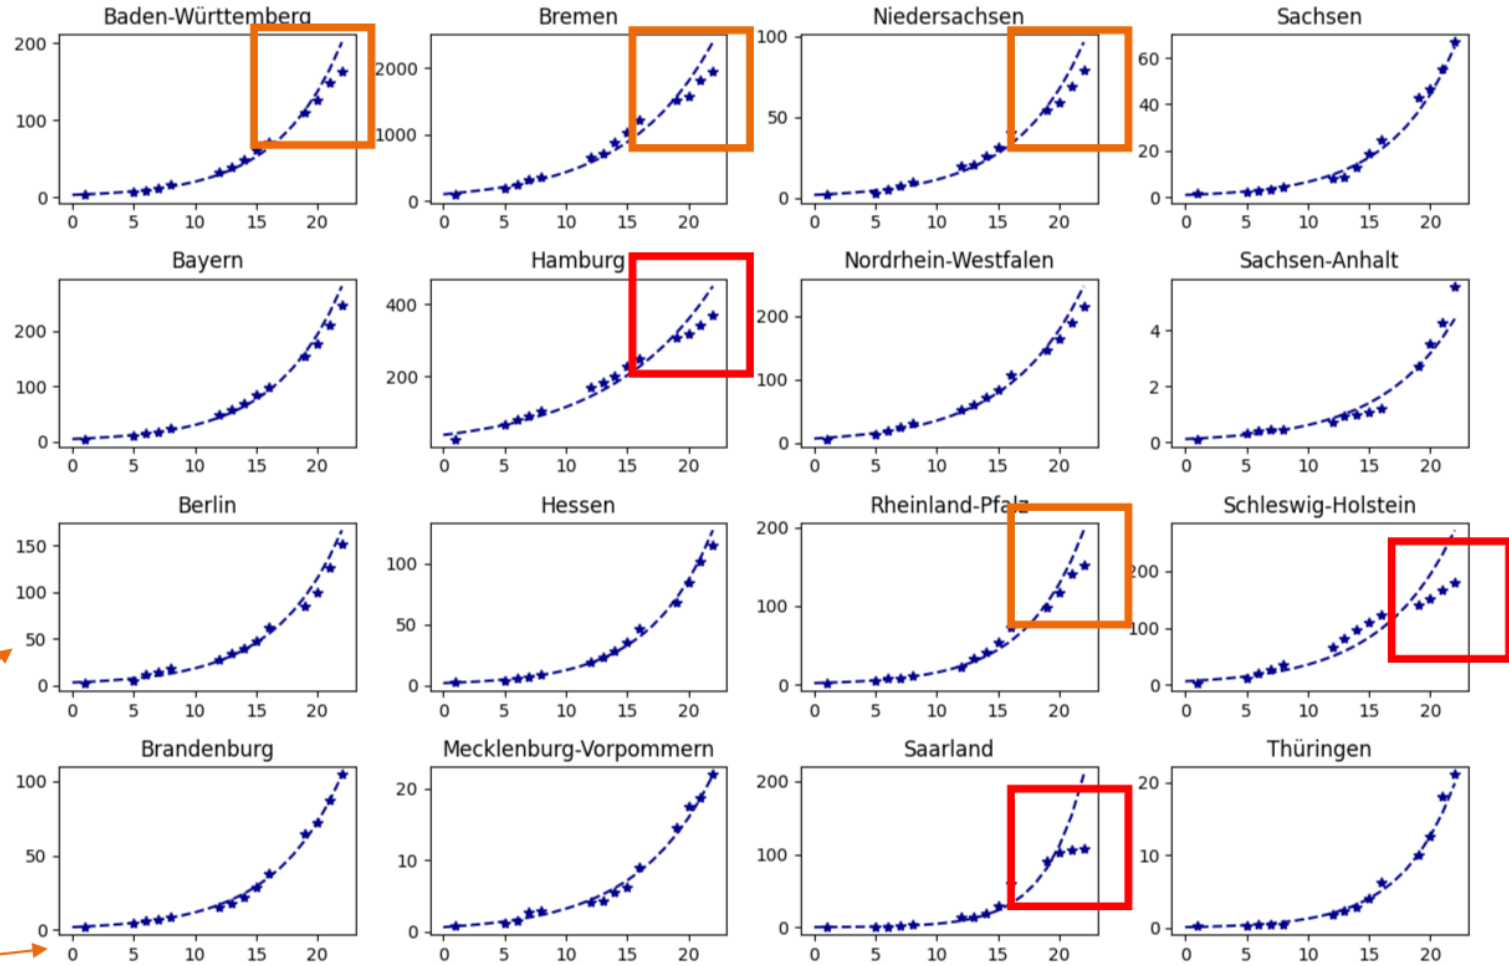 Baden-Württemberg Bremen Niedersachsen Sachsen
200 100 0
0 5 10 15 20
2000 1000 0
0 5 10 15 20
100 50 0
0 5 10 15 20
60 40 20 0
0 5 10 15 20
Bayern Hamburg Nordrhein-Westfalen Sachsen-Anhalt
200 100 0
0 5 10 15 20
400 200
0 5 10 15 20
200 100 0
0 5 10 15 20
4 2 0
0 5 10 15 20
Berlin Hessen Rheinland-Pfalz Schleswig-Holstein
150 100 50 0
0 5 10 15 20
100 50 0
0 5 10 15 20
200 100 0
0 5 10 15 20
200 100 0
0 5 10 15 20
Brandenburg Mecklenburg-Vorpommern Saarland Thüringen
100 50 0
0 5 10 15 20
20 10 0
0 5 10 15 20
200 100 0
0 5 10 15 20
20 10 0
0 5 10 15 20